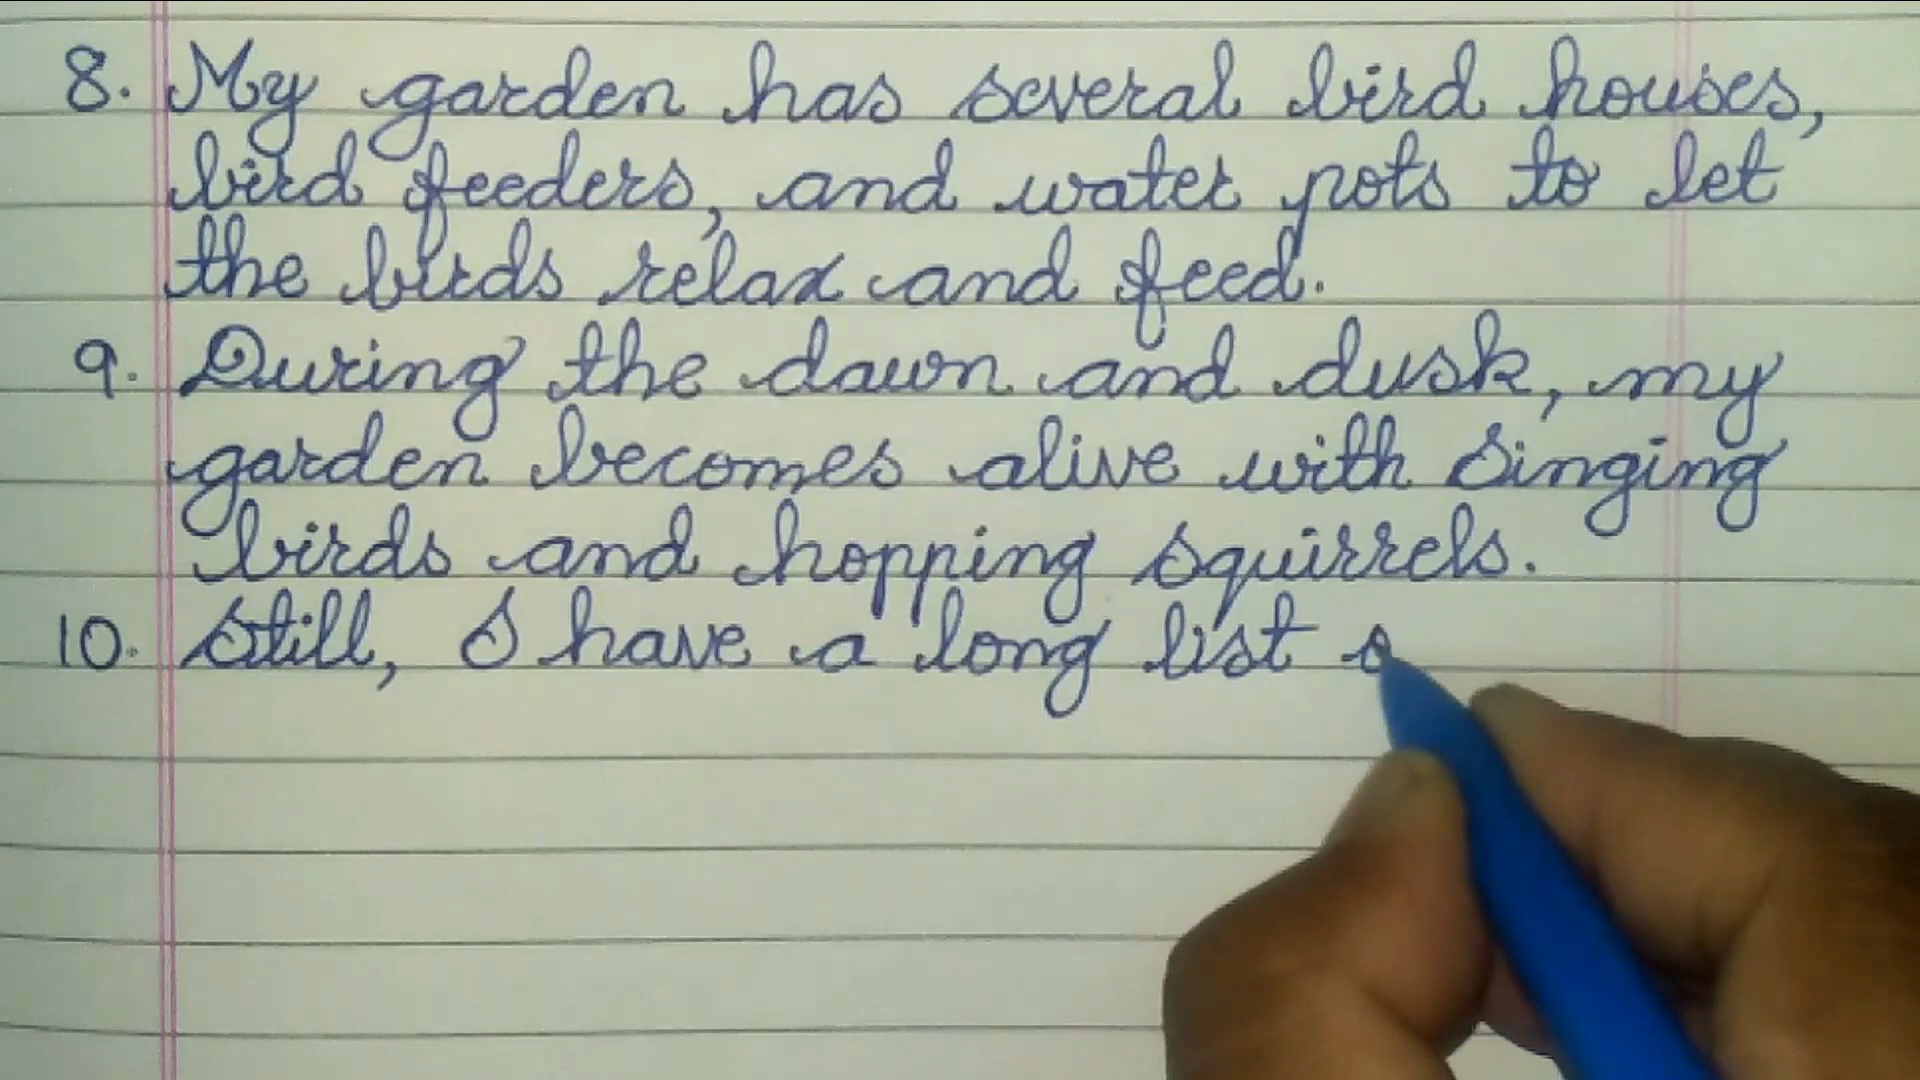 8. My garden has several bird houses,
bird feeders, and water pots to let
the birds relax and feed.
9. During the dawn and dusk, my
garden becomes alive with singing
birds and hopping squirrels.
10. Still, I have a long list o